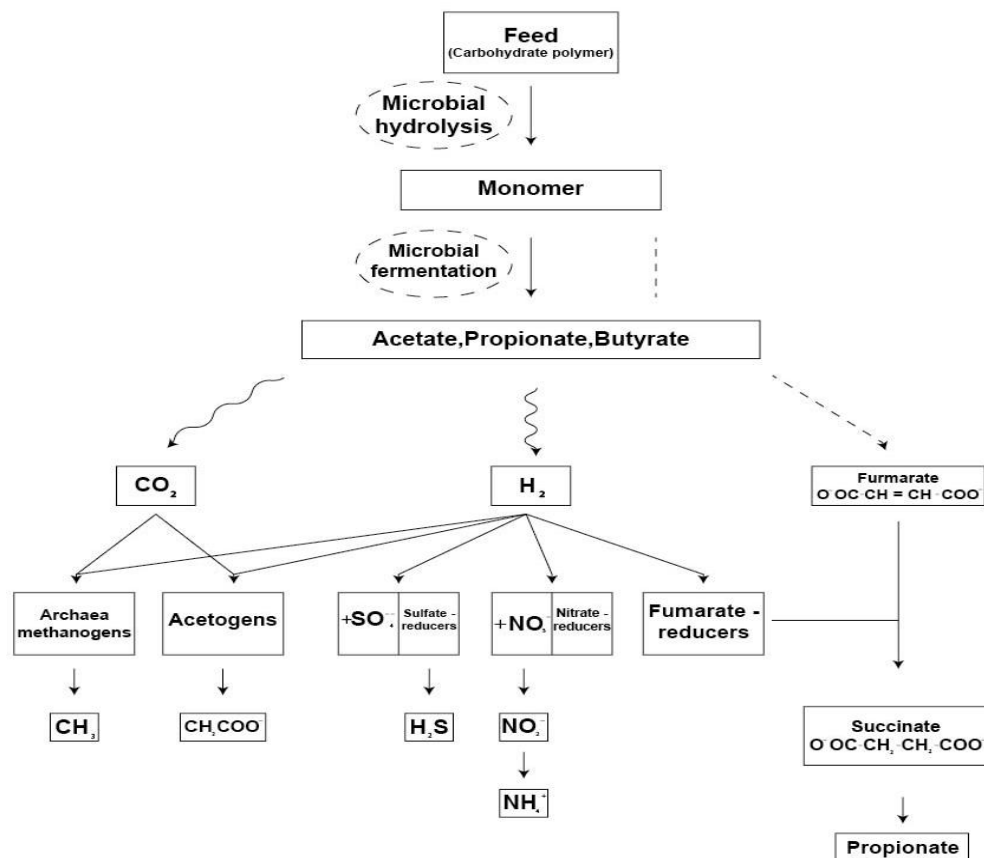 Feed
(Carbohydrate polymer)
Microbial
hydrolysis
Monomer
Microbial
fermentation
Acetate,Propionate,Butyrate
CO₂
H₂
Furmarate
O⁻OC-CH = CH-COO⁻
Archaea
methanogens
Acetogens
+SO₄⁻⁻
Sulfate -
reducers
+NO₃⁻
Nitrate -
reducers
Fumarate -
reducers
CH₃
CH₂COO⁻
H₂S
NO₂⁻
Succinate
O⁻OC-CH₂-CH₂-COO⁻
NH₄⁺
Propionate